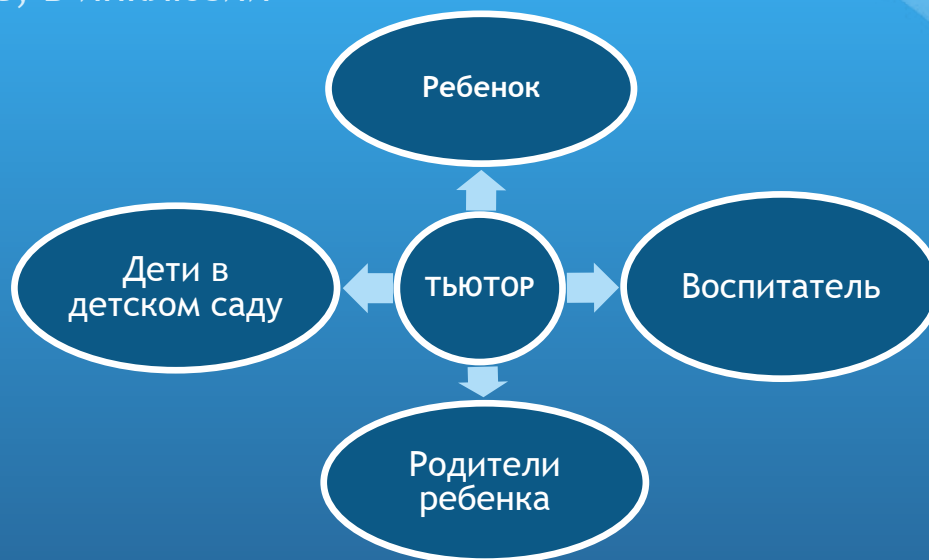 Ребенок
Дети в
детском саду
ТЬЮТОР
Воспитатель
Родители
ребенка